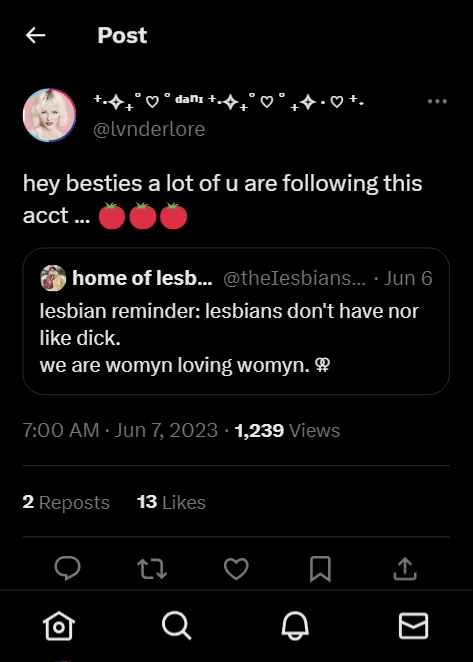 Post
⁺˖✧₊˚♡˚ ᵈᵃⁿᶦ ⁺˖✧₊˚♡˚₊✧·♡⁺˖
@lvnderlore
hey besties a lot of u are following this
acct ... 🍅🍅🍅
home of lesb... @theIesbians... · Jun 6
lesbian reminder: lesbians don't have nor
like dick.
we are womyn loving womyn. ⚢
7:00 AM · Jun 7, 2023 · 1,239 Views
2 Reposts 13 Likes